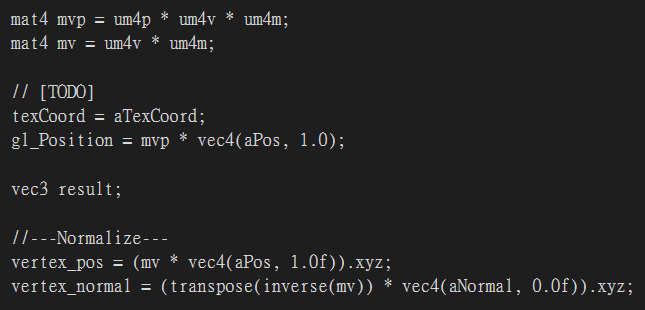 mat4 mvp = um4p * um4v * um4m;
mat4 mv = um4v * um4m;
// [TODO]
texCoord = aTexCoord;
gl_Position = mvp * vec4(aPos, 1.0);
vec3 result;
//---Normalize---
vertex_pos = (mv * vec4(aPos, 1.0f)).xyz;
vertex_normal = (transpose(inverse(mv)) * vec4(aNormal, 0.0f)).xyz;